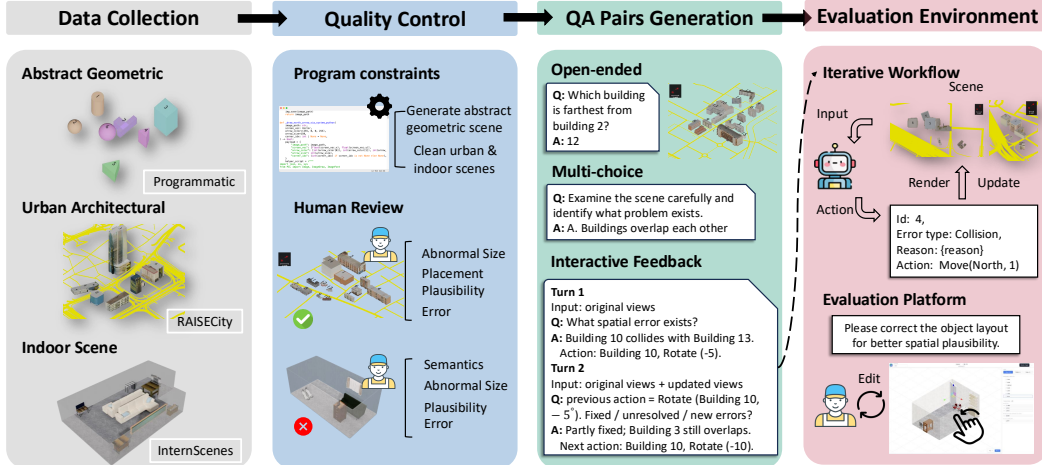 Data Collection
Quality Control
QA Pairs Generation
Evaluation Environment
Abstract Geometric
Programmatic
Urban Architectural
RAISECity
Indoor Scene
InternScenes
Program constraints
Generate abstract
geometric scene
Clean urban &
indoor scenes
Human Review
Abnormal Size
Placement
Plausibility
Error
Semantics
Abnormal Size
Plausibility
Error
Open-ended
Q: Which building
is farthest from
building 2?
A: 12
Multi-choice
Q: Examine the scene carefully and
identify what problem exists.
A: A. Buildings overlap each other
Interactive Feedback
Turn 1
Input: original views
Q: What spatial error exists?
A: Building 10 collides with Building 13.
Action: Building 10, Rotate (-5).
Turn 2
Input: original views + updated views
Q: previous action = Rotate (Building 10,
− 5°). Fixed / unresolved / new errors?
A: Partly fixed; Building 3 still overlaps.
Next action: Building 10, Rotate (-10).
Iterative Workflow
Scene
Input
Render
Update
Action
Id: 4,
Error type: Collision,
Reason: {reason}
Action: Move(North, 1)
Evaluation Platform
Please correct the object layout
for better spatial plausibility.
Edit